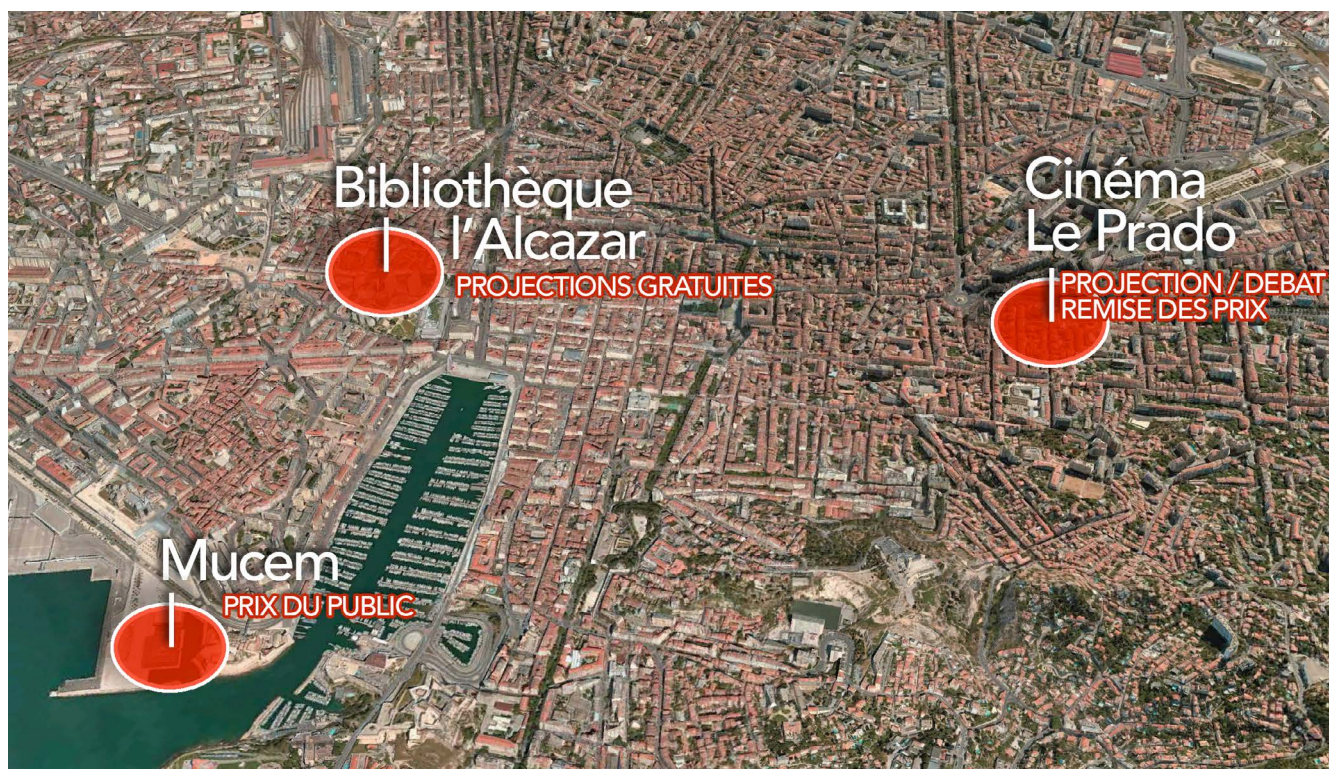 Bibliothèque
l'Alcazar
PROJECTIONS GRATUITES
Cinéma
Le Prado
PROJECTION / DEBAT
REMISE DES PRIX
Mucem
PRIX DU PUBLIC